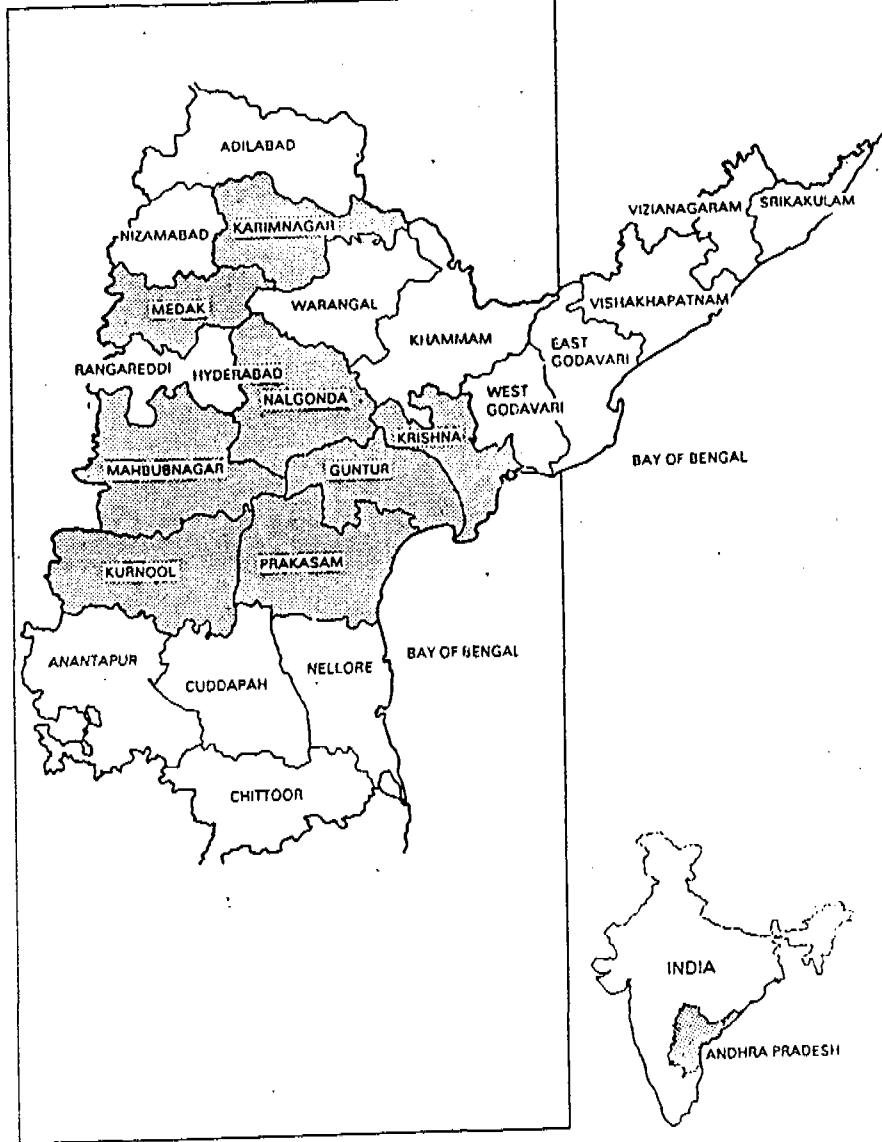 ADILABAD
VIZIANAGARAM
SRIKAKULAM
NIZAMABAD
KARIMNAGAR
MEDAK
WARANGAL
VISHAKHAPATNAM
KHAMMAM
EAST
GODAVARI
RANGAREDDI
HYDERABAD
NALGONDA
WEST
GODAVARI
KRISHNA
MAHBUBNAGAR
GUNTUR
BAY OF BENGAL
KURNOOL
PRAKASAM
ANANTAPUR
CUDDAPAH
NELLORE
BAY OF BENGAL
CHITTOOR
INDIA
ANDHRA PRADESH